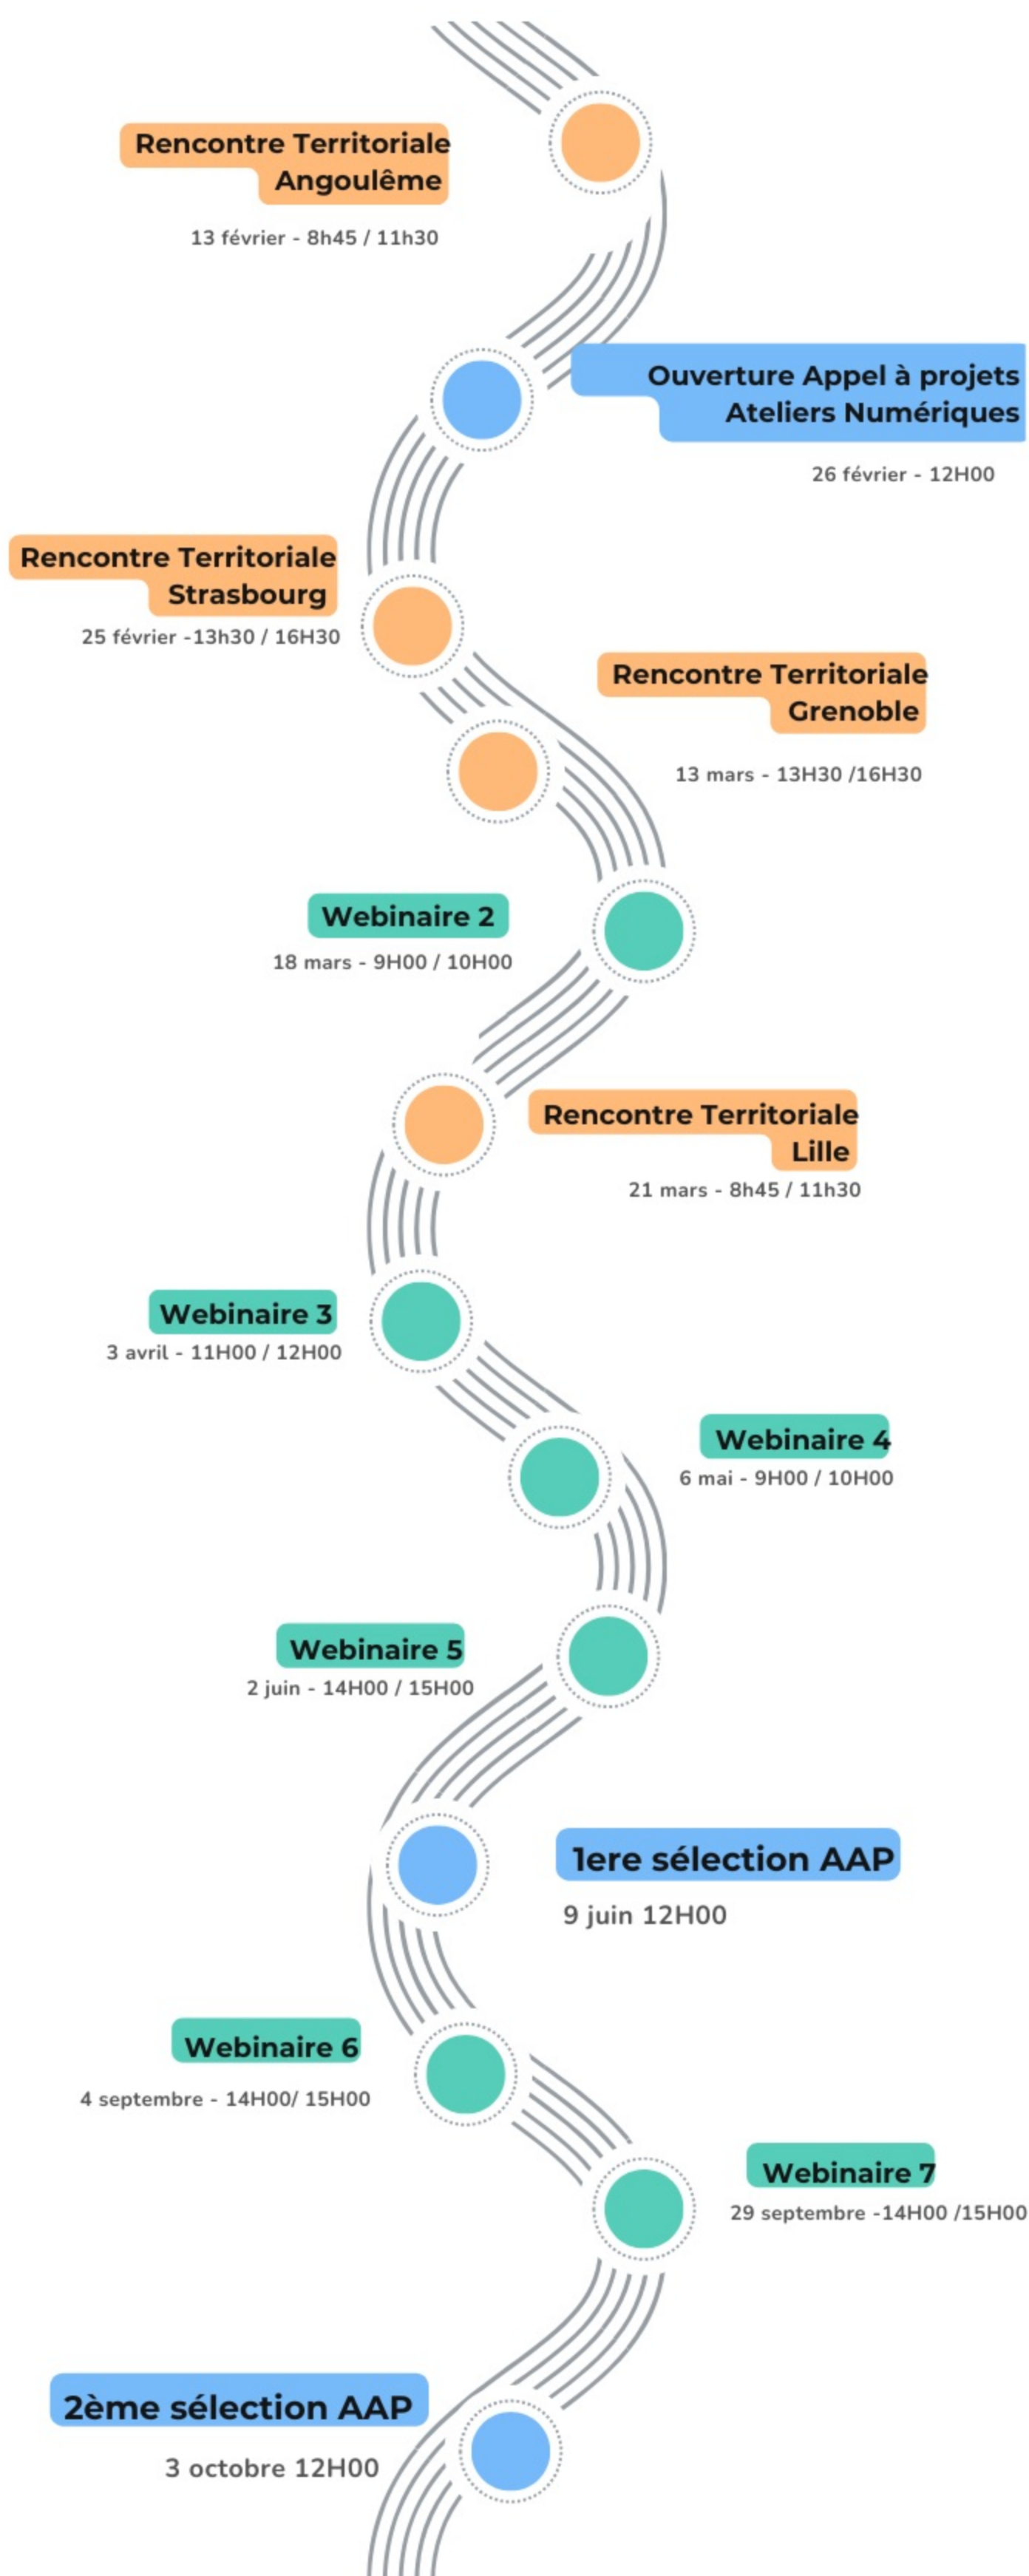 Rencontre Territoriale
Angoulême
13 février - 8h45 / 11h30
Ouverture Appel à projets
Ateliers Numériques
26 février - 12H00
Rencontre Territoriale
Strasbourg
25 février -13h30 / 16H30
Rencontre Territoriale
Grenoble
13 mars - 13H30 /16H30
Webinaire 2
18 mars - 9H00 / 10H00
Rencontre Territoriale
Lille
21 mars - 8h45 / 11h30
Webinaire 3
3 avril - 11H00 / 12H00
Webinaire 4
6 mai - 9H00 / 10H00
Webinaire 5
2 juin - 14H00 / 15H00
1ere sélection AAP
9 juin 12H00
Webinaire 6
4 septembre - 14H00/ 15H00
Webinaire 7
29 septembre -14H00 /15H00
2ème sélection AAP
3 octobre 12H00